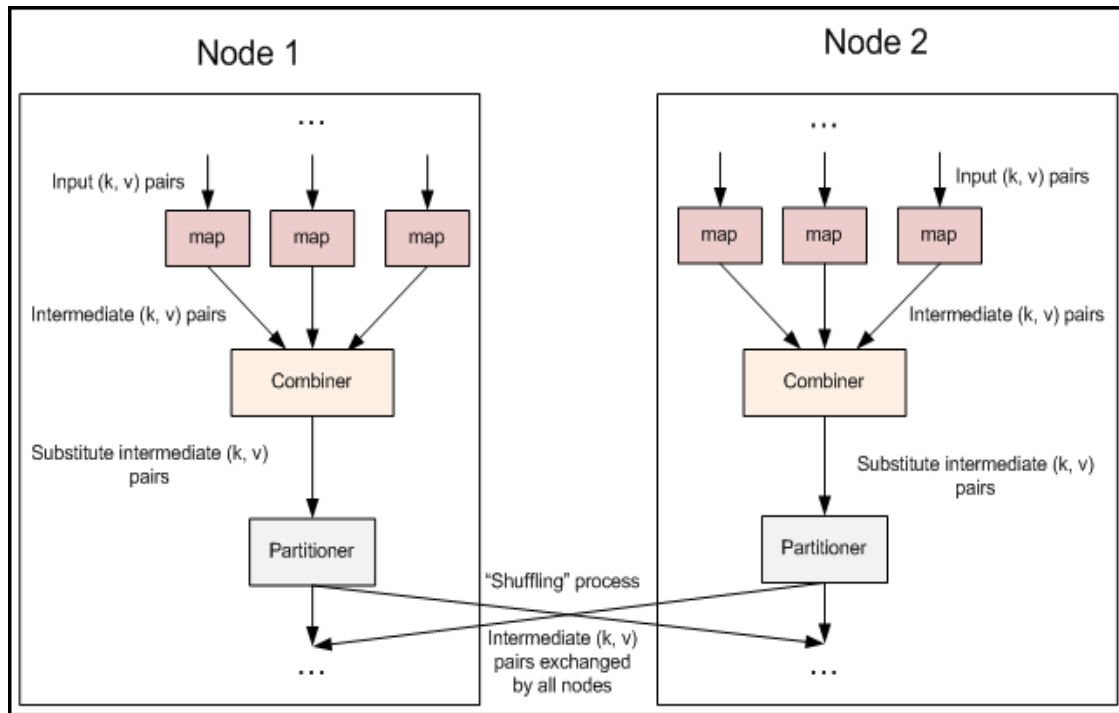 Node 1
Node 2
...
...
Input (k, v) pairs
Input (k, v) pairs
map
map
map
map
map
map
Intermediate (k, v) pairs
Intermediate (k, v) pairs
Combiner
Combiner
Substitute intermediate (k, v)
pairs
Substitute intermediate (k, v)
pairs
Partitioner
Partitioner
“Shuffling” process
Intermediate (k, v)
pairs exchanged
by all nodes
...
...